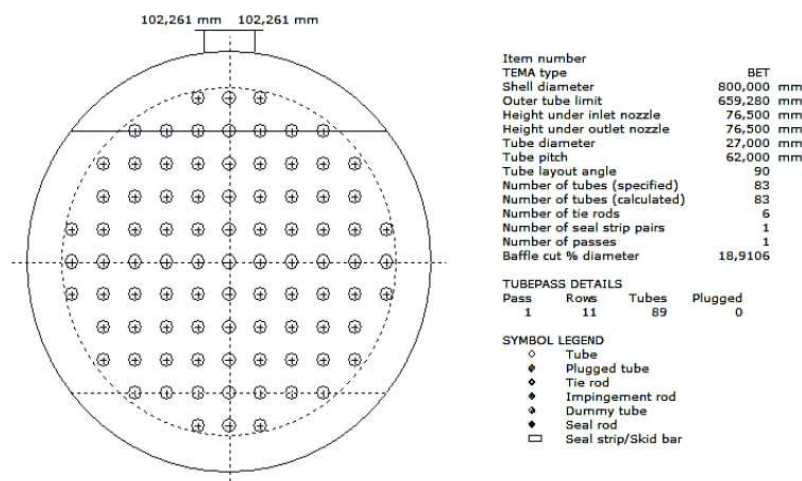 102,261 mm 102,261 mm
Item number
TEMA type BET
Shell diameter 800,000 mm
Outer tube limit 659,280 mm
Height under inlet nozzle 76,500 mm
Height under outlet nozzle 76,500 mm
Tube diameter 27,000 mm
Tube pitch 62,000 mm
Tube layout angle 90
Number of tubes (specified) 83
Number of tubes (calculated) 83
Number of tie rods 6
Number of seal strip pairs 1
Number of passes 1
Baffle cut % diameter 18,9106
TUBEPASS DETAILS
Pass Rows Tubes Plugged
1 11 89 0
SYMBOL LEGEND
Tube
Plugged tube
Tie rod
Impingement rod
Dummy tube
Seal rod
Seal strip/Skid bar